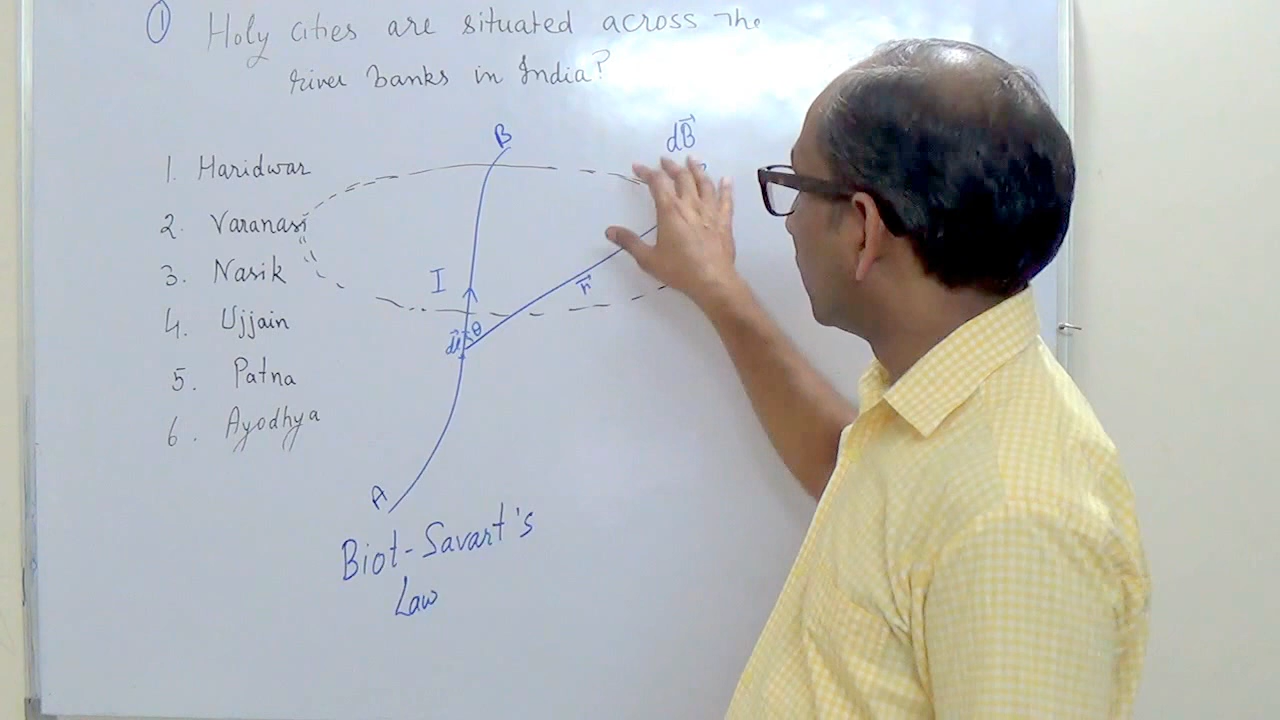 ① Holy cities are situated across the
river banks in India?
1. Haridwar
2. Varanasi
3. Nasik
4. Ujjain
5. Patna
6. Ayodhya
B
dB⃗
I
r⃗
dl⃗ θ
A
Biot-Savart's
Law